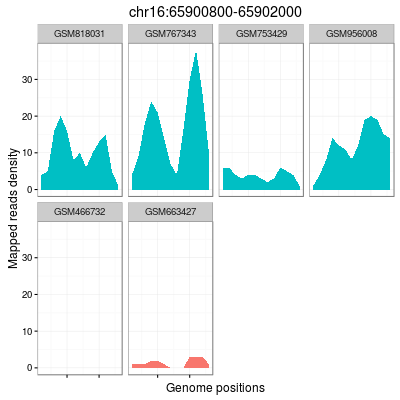 chr16:65900800-65902000
GSM818031 GSM767343 GSM753429 GSM956008
30
20
10
0
GSM466732 GSM663427
30
20
10
0
Mapped reads density
Genome positions